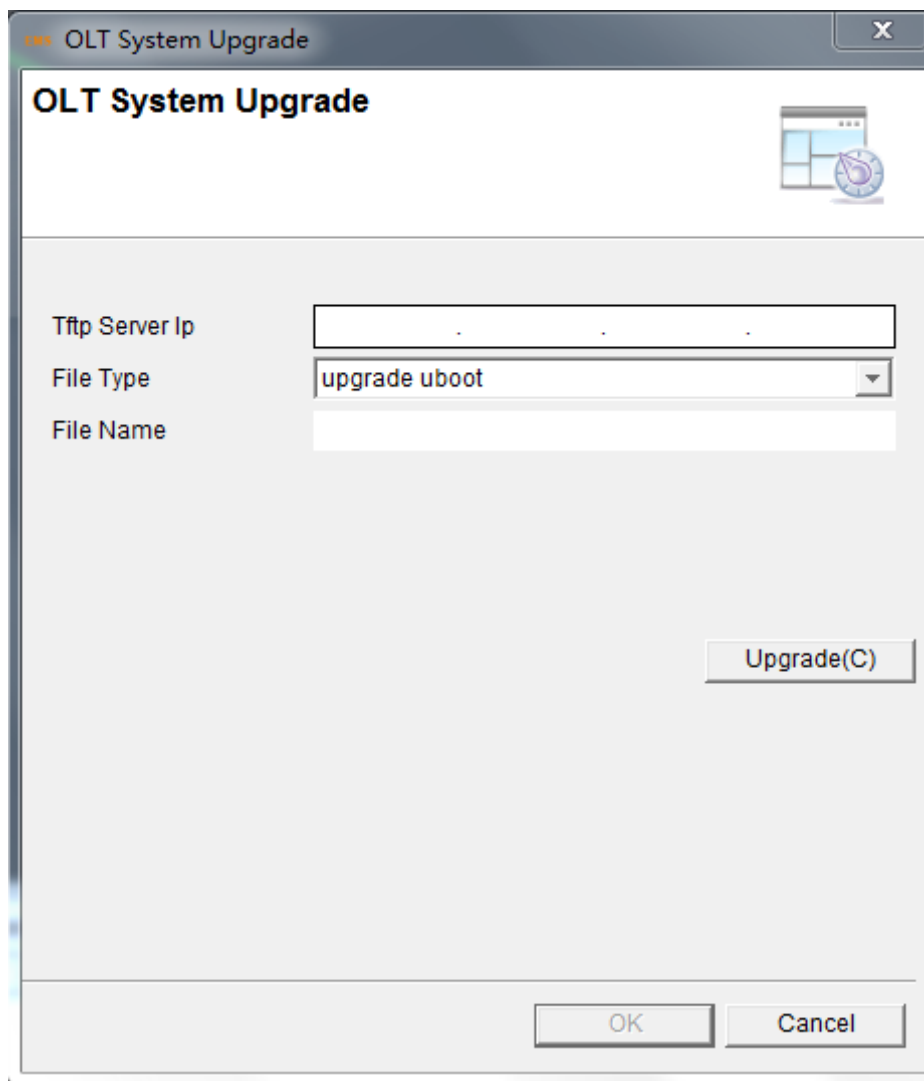 OLT System Upgrade
OLT System Upgrade
Tftp Server Ip . . .
File Type upgrade uboot
File Name
Upgrade(C)
OK Cancel